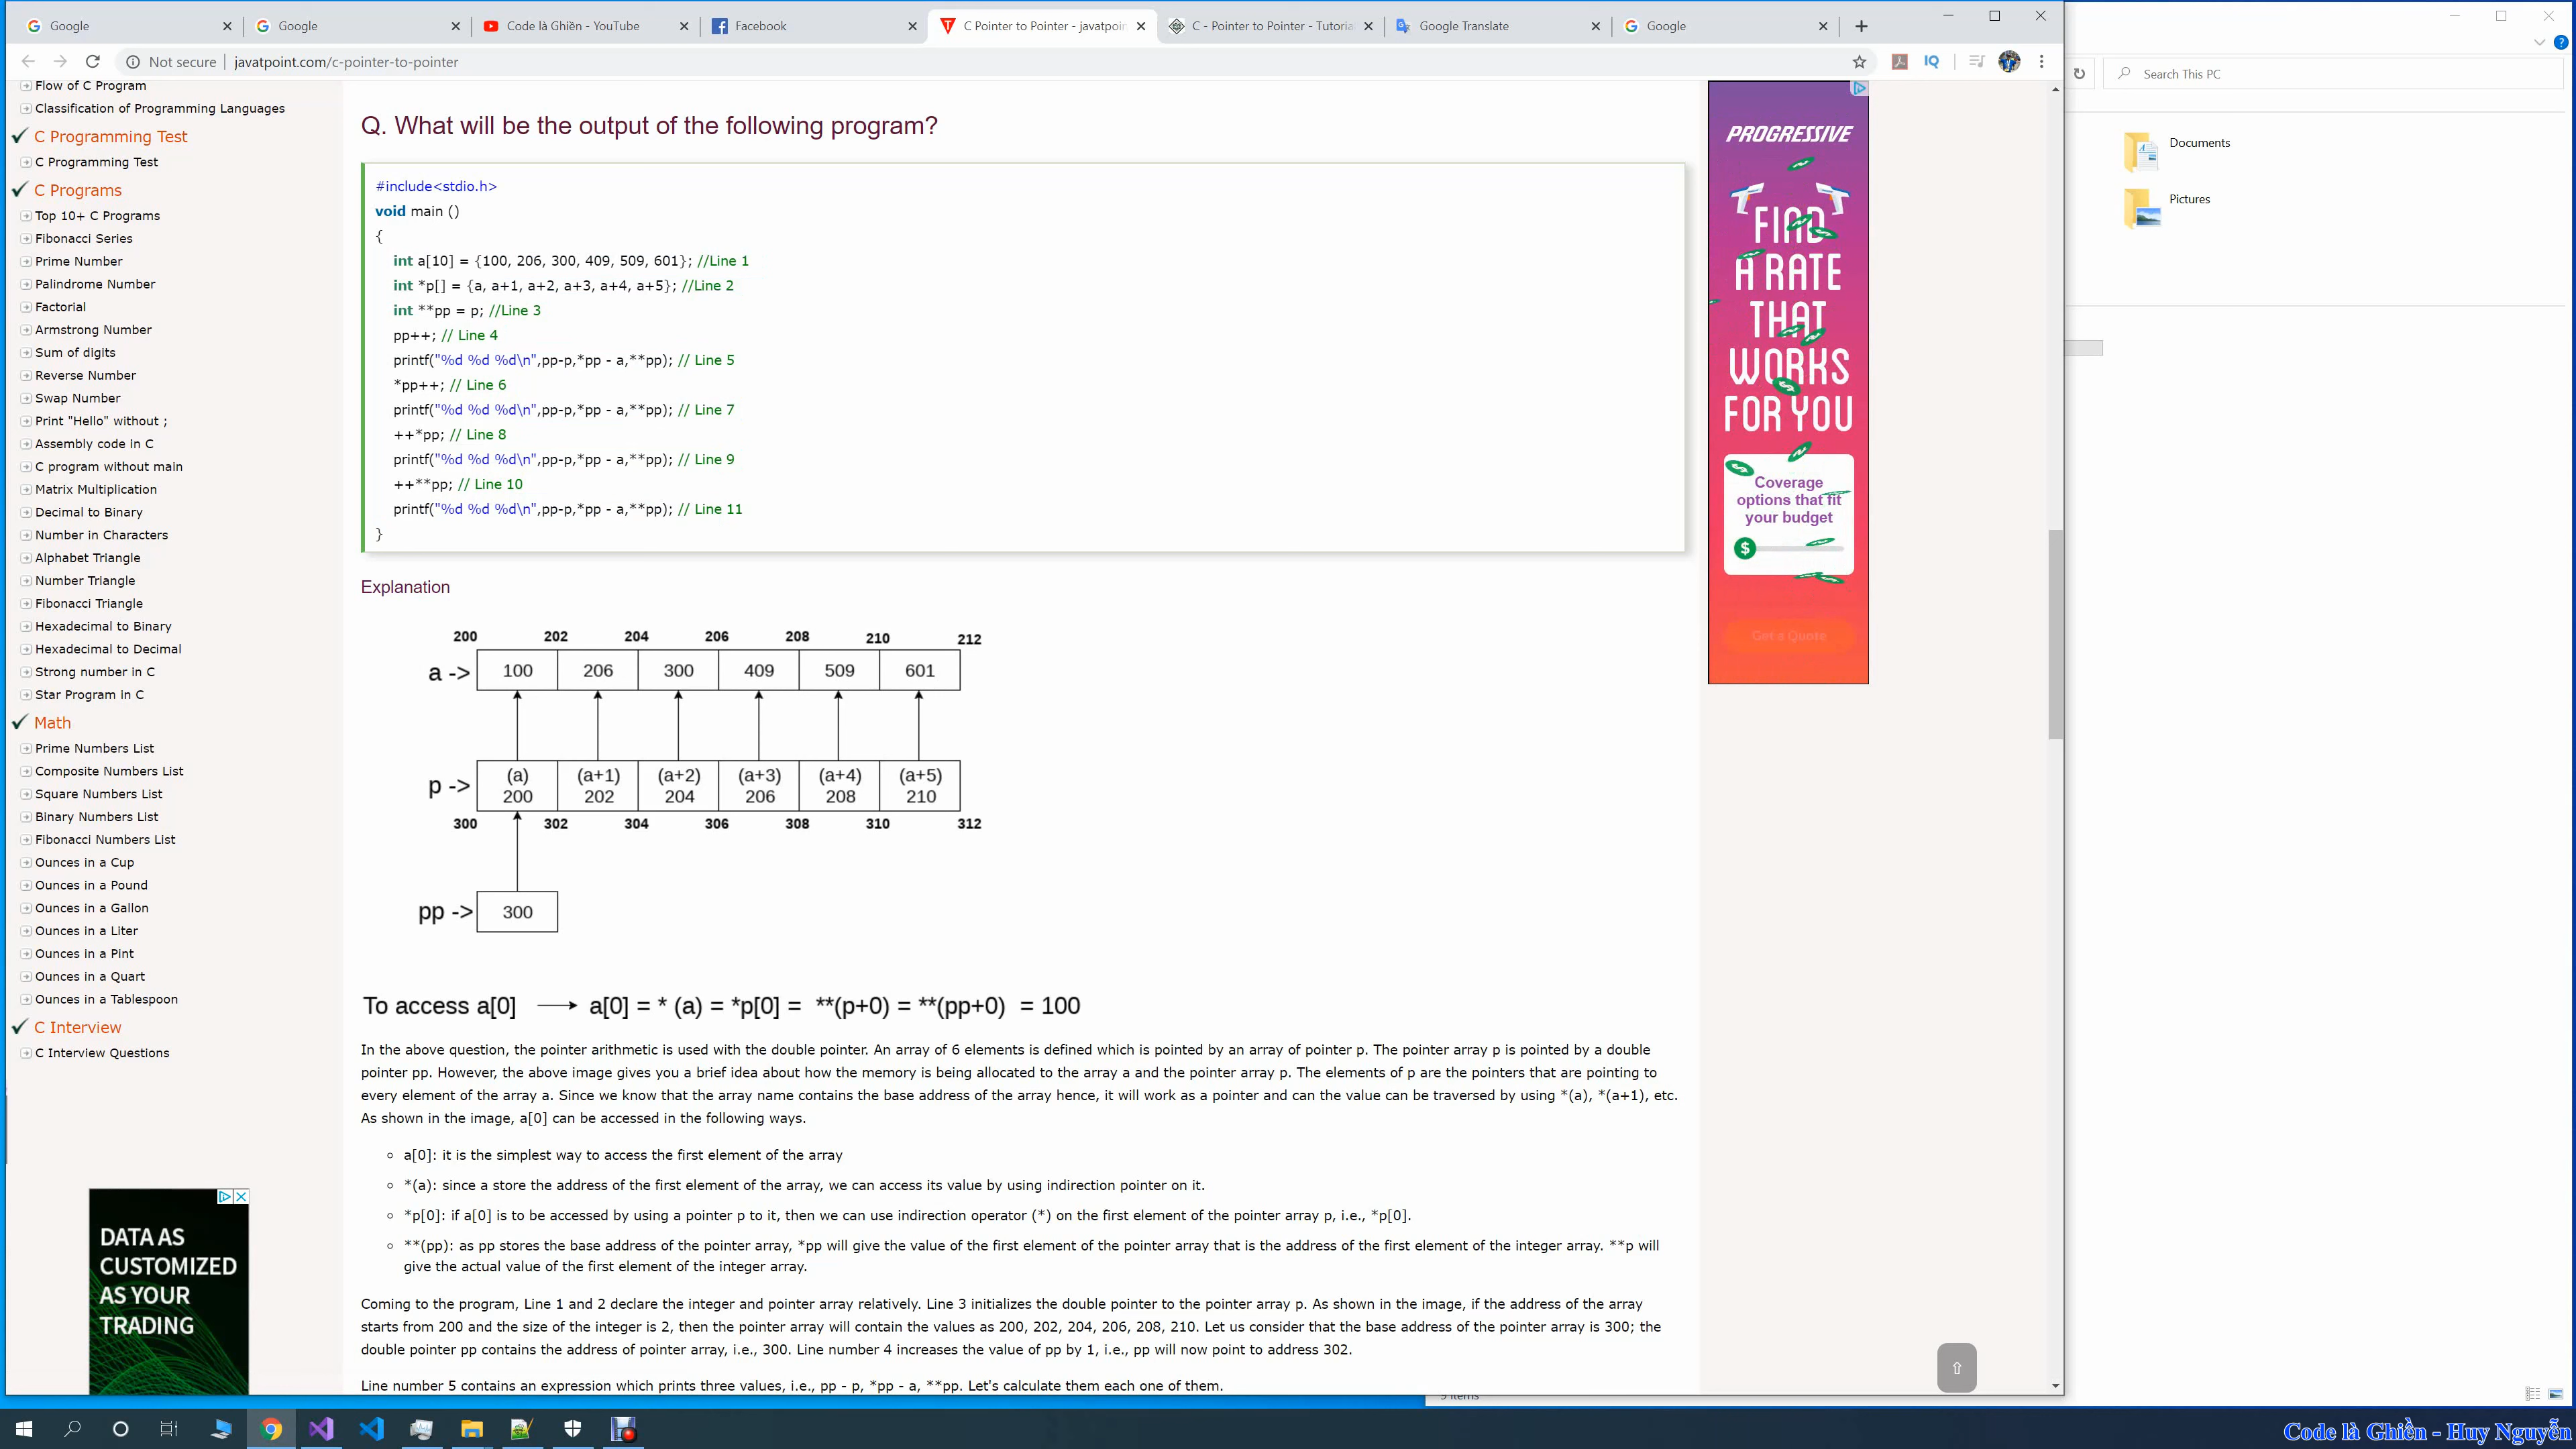 Google
Google
Code là Ghiền - YouTube
Facebook
C Pointer to Pointer - javatpoin
C - Pointer to Pointer - Tutoria
Google Translate
Google
Not secure
javatpoint.com/c-pointer-to-pointer
Search This PC
Documents
Pictures
Flow of C Program
Classification of Programming Languages
C Programming Test
C Programming Test
C Programs
Top 10+ C Programs
Fibonacci Series
Prime Number
Palindrome Number
Factorial
Armstrong Number
Sum of digits
Reverse Number
Swap Number
Print "Hello" without ;
Assembly code in C
C program without main
Matrix Multiplication
Decimal to Binary
Number in Characters
Alphabet Triangle
Number Triangle
Fibonacci Triangle
Hexadecimal to Binary
Hexadecimal to Decimal
Strong number in C
Star Program in C
Math
Prime Numbers List
Composite Numbers List
Square Numbers List
Binary Numbers List
Fibonacci Numbers List
Ounces in a Cup
Ounces in a Pound
Ounces in a Gallon
Ounces in a Liter
Ounces in a Pint
Ounces in a Quart
Ounces in a Tablespoon
C Interview
C Interview Questions
DATA AS
CUSTOMIZED
AS YOUR
TRADING
Q. What will be the output of the following program?
#include<stdio.h>
void main ()
{
int a[10] = {100, 206, 300, 409, 509, 601}; //Line 1
int *p[] = {a, a+1, a+2, a+3, a+4, a+5}; //Line 2
int **pp = p; //Line 3
pp++; // Line 4
printf("%d %d %d\n",pp-p,*pp - a,**pp); // Line 5
*pp++; // Line 6
printf("%d %d %d\n",pp-p,*pp - a,**pp); // Line 7
++*pp; // Line 8
printf("%d %d %d\n",pp-p,*pp - a,**pp); // Line 9
++**pp; // Line 10
printf("%d %d %d\n",pp-p,*pp - a,**pp); // Line 11
}
Explanation
200 202 204 206 208 210 212
a -> 100 206 300 409 509 601
(a) (a+1) (a+2) (a+3) (a+4) (a+5)
p -> 200 202 204 206 208 210
300 302 304 306 308 310 312
pp -> 300
To access a[0] → a[0] = * (a) = *p[0] = **(p+0) = **(pp+0) = 100
In the above question, the pointer arithmetic is used with the double pointer. An array of 6 elements is defined which is pointed by an array of pointer p. The pointer array p is pointed by a double
pointer pp. However, the above image gives you a brief idea about how the memory is being allocated to the array a and the pointer array p. The elements of p are the pointers that are pointing to
every element of the array a. Since we know that the array name contains the base address of the array hence, it will work as a pointer and can the value can be traversed by using *(a), *(a+1), etc.
As shown in the image, a[0] can be accessed in the following ways.
a[0]: it is the simplest way to access the first element of the array
*(a): since a store the address of the first element of the array, we can access its value by using indirection pointer on it.
*p[0]: if a[0] is to be accessed by using a pointer p to it, then we can use indirection operator (*) on the first element of the pointer array p, i.e., *p[0].
**(pp): as pp stores the base address of the pointer array, *pp will give the value of the first element of the pointer array that is the address of the first element of the integer array. **p will
give the actual value of the first element of the integer array.
Coming to the program, Line 1 and 2 declare the integer and pointer array relatively. Line 3 initializes the double pointer to the pointer array p. As shown in the image, if the address of the array
starts from 200 and the size of the integer is 2, then the pointer array will contain the values as 200, 202, 204, 206, 208, 210. Let us consider that the base address of the pointer array is 300; the
double pointer pp contains the address of pointer array, i.e., 300. Line number 4 increases the value of pp by 1, i.e., pp will now point to address 302.
Line number 5 contains an expression which prints three values, i.e., pp - p, *pp - a, **pp. Let's calculate them each one of them.
PROGRESSIVE
FIND
A RATE
THAT
WORKS
FOR YOU
Coverage
options that fit
your budget
$
Get a Quote
items
Code là Ghiền - Huy Nguyễn